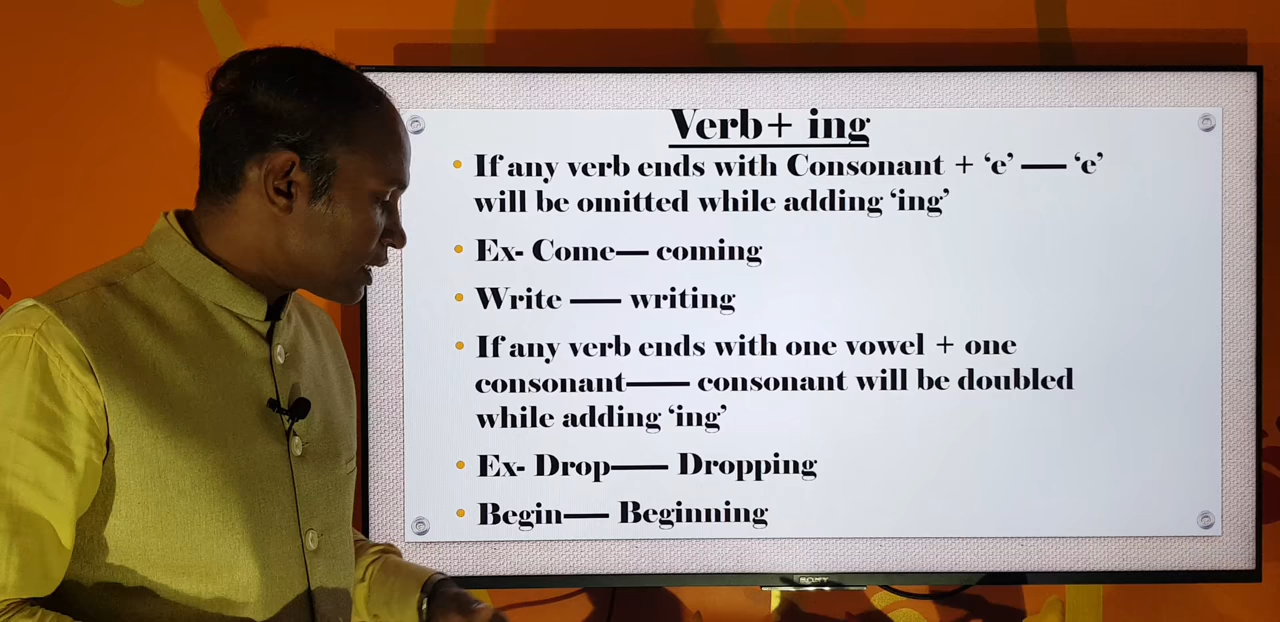 Verb+ ing
• If any verb ends with Consonant + ‘e’ — ‘e’
will be omitted while adding ‘ing’
• Ex- Come— coming
• Write — writing
• If any verb ends with one vowel + one
consonant— consonant will be doubled
while adding ‘ing’
• Ex- Drop— Dropping
• Begin— Beginning
SONY